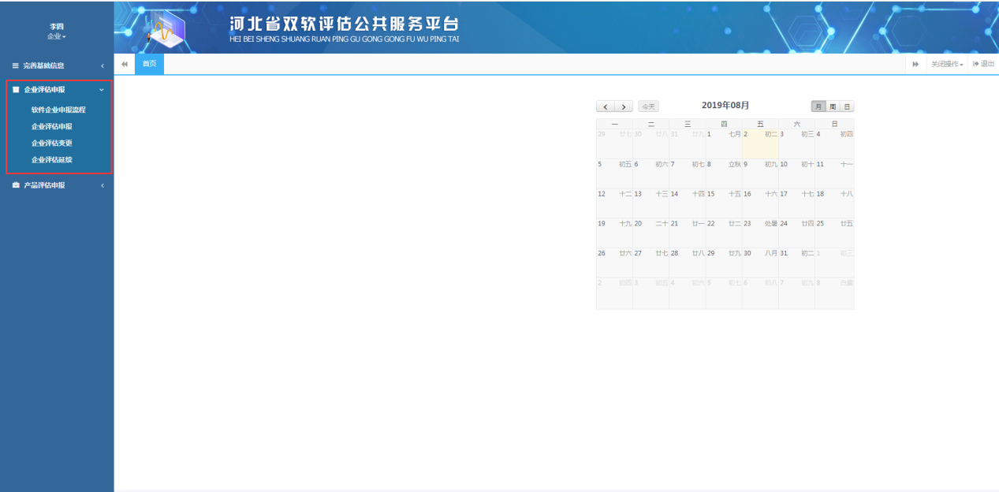 李四
企业
完善基础信息
企业评估申报
软件企业申报流程
企业评估申报
企业评估变更
企业评估延续
产品评估申报
河北省双软评估公共服务平台
HEI BEI SHENG SHUANG RUAN PING GU GONG GONG FU WU PING TAI
首页
关闭操作
退出
今天
2019年08月
月 周 日
一 二 三 四 五 六 日
29 廿七 30 廿八 31 廿九 1 七月 2 初二 3 初三 4 初四
5 初五 6 初六 7 初七 8 立秋 9 初九 10 初十 11 十一
12 十二 13 十三 14 十四 15 十五 16 十六 17 十七 18 十八
19 十九 20 二十 21 廿一 22 廿二 23 处暑 24 廿四 25 廿五
26 廿六 27 廿七 28 廿八 29 廿九 30 八月 31 初二 1 初三
2 初四 3 初五 4 初六 5 初七 6 初八 7 初九 8 白露